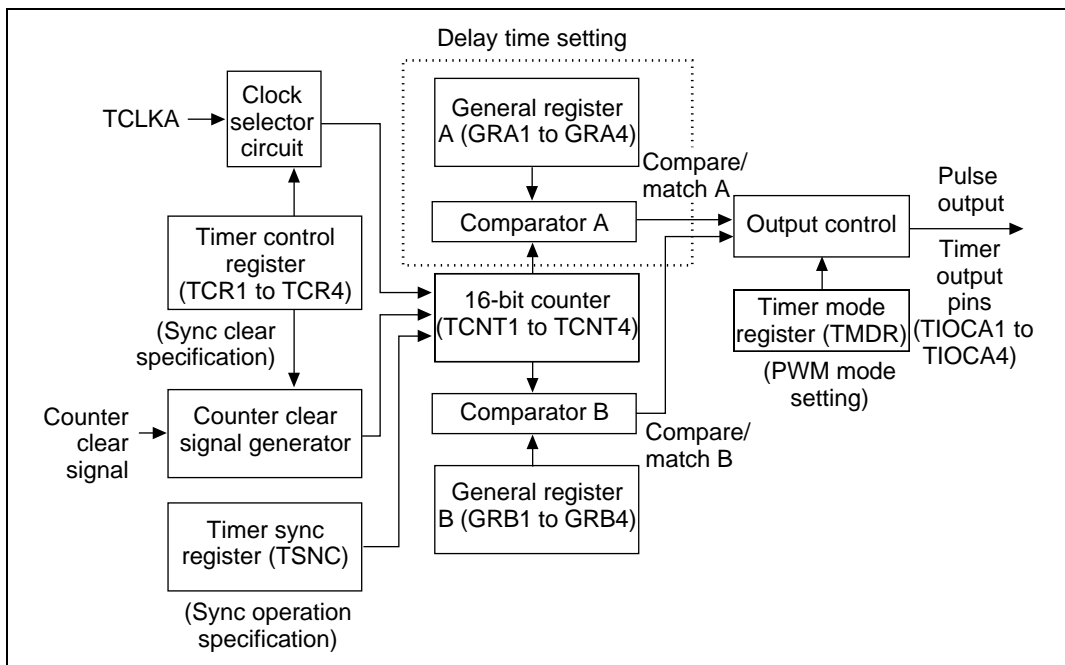 Delay time setting
TCLKA
Clock
selector
circuit
General register
A (GRA1 to GRA4)
Compare/
match A
Comparator A
Output control
Pulse
output
Timer control
register
(TCR1 to TCR4)
16-bit counter
(TCNT1 to TCNT4)
Timer mode
register (TMDR)
Timer
output
pins
(TIOCA1 to
TIOCA4)
(Sync clear
specification)
(PWM mode
setting)
Counter
clear
signal
Counter clear
signal generator
Comparator B
Compare/
match B
General register
B (GRB1 to GRB4)
Timer sync
register (TSNC)
(Sync operation
specification)